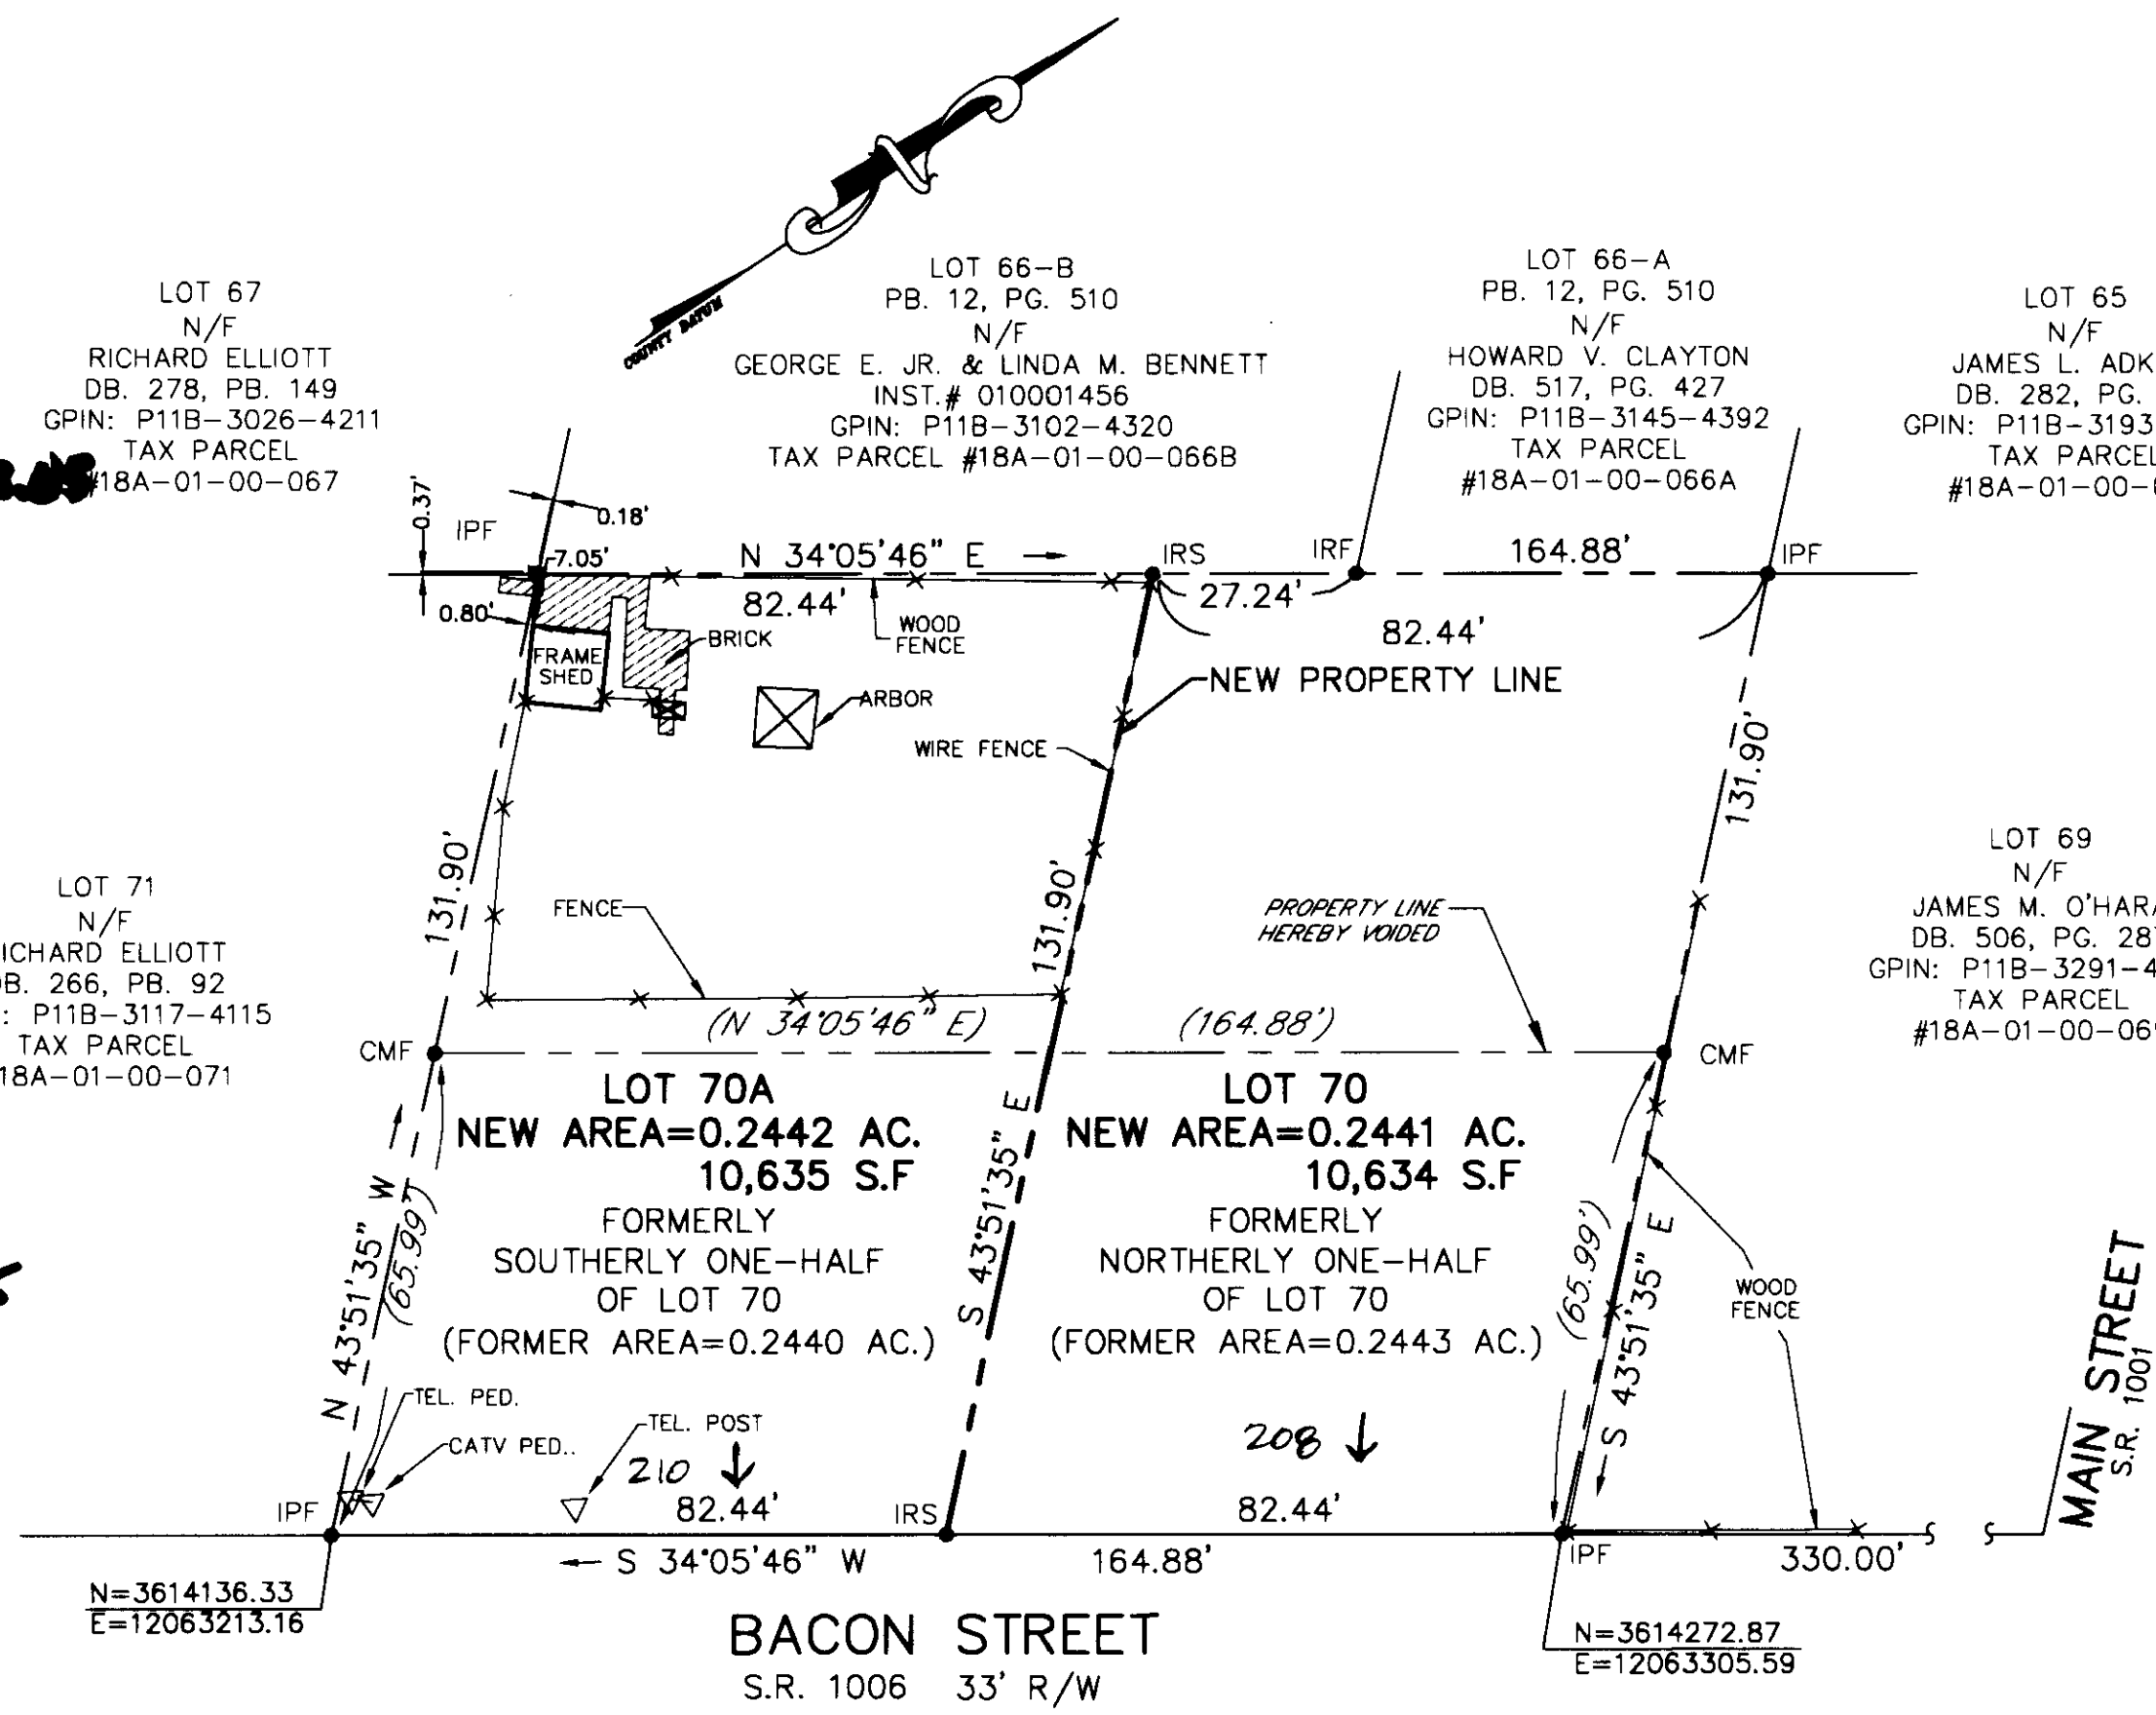 COUNTY DATUM
LOT 67
N/F
RICHARD ELLIOTT
DB. 278, PB. 149
GPIN: P11B-3026-4211
TAX PARCEL
#18A-01-00-067
LOT 66-B
PB. 12, PG. 510
N/F
GEORGE E. JR. & LINDA M. BENNETT
INST.# 010001456
GPIN: P11B-3102-4320
TAX PARCEL #18A-01-00-066B
LOT 66-A
PB. 12, PG. 510
N/F
HOWARD V. CLAYTON
DB. 517, PG. 427
GPIN: P11B-3145-4392
TAX PARCEL
#18A-01-00-066A
LOT 65
N/F
JAMES L. ADK
DB. 282, PG.
GPIN: P11B-3193
TAX PARCEL
#18A-01-00-
0.37'
IPF
0.18'
7.05'
N 34°05'46" E
IRS
IRF
164.88'
IPF
82.44'
27.24'
82.44'
0.80'
WOOD
FENCE
BRICK
FRAME
SHED
NEW PROPERTY LINE
ARBOR
WIRE FENCE
131.90'
131.90'
131.90'
LOT 71
N/F
ICHARD ELLIOTT
B. 266, PB. 92
: P11B-3117-4115
TAX PARCEL
18A-01-00-071
FENCE
PROPERTY LINE
HEREBY VOIDED
LOT 69
N/F
JAMES M. O'HARA
DB. 506, PG. 28
GPIN: P11B-3291-4
TAX PARCEL
#18A-01-00-06
(N 34°05'46" E)
(164.88')
CMF
CMF
LOT 70A
NEW AREA=0.2442 AC.
10,635 S.F
FORMERLY
SOUTHERLY ONE-HALF
OF LOT 70
(FORMER AREA=0.2440 AC.)
LOT 70
NEW AREA=0.2441 AC.
10,634 S.F
FORMERLY
NORTHERLY ONE-HALF
OF LOT 70
(FORMER AREA=0.2443 AC.)
N 43°51'35" W
(65.99')
S 43°51'35" E
(65.99')
S 43°51'35" E
WOOD
FENCE
MAIN STREET
S.R. 1001
TEL. PED.
CATV PED..
TEL. POST
210
208
IPF
82.44'
IRS
82.44'
IPF
S 34°05'46" W
164.88'
330.00'
N=3614136.33
E=12063213.16
BACON STREET
S.R. 1006 33' R/W
N=3614272.87
E=12063305.59